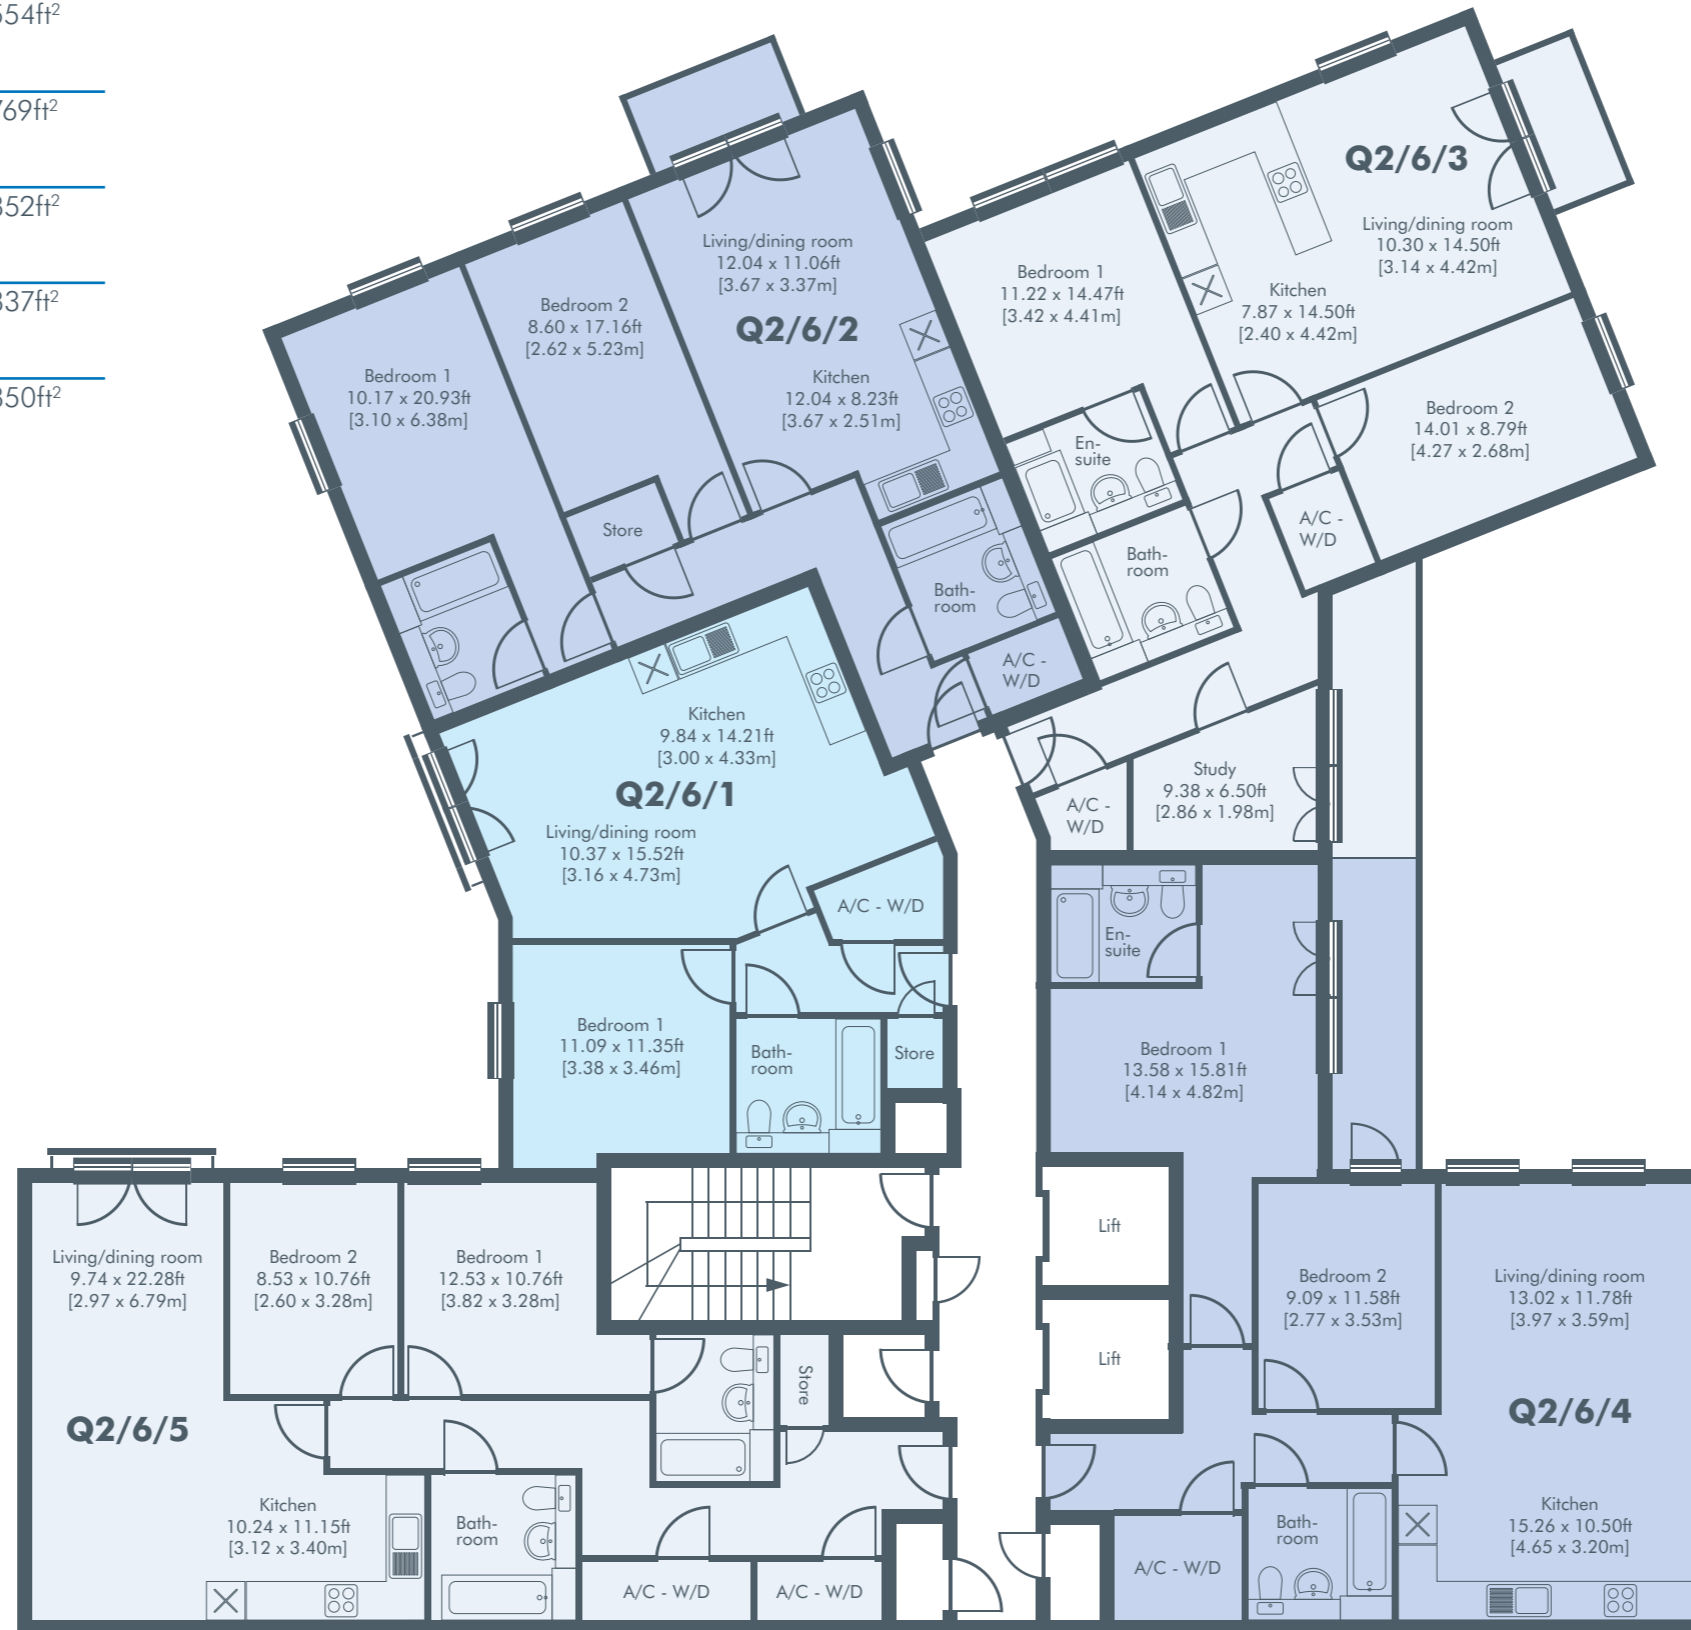 Q2/6/2
Living/dining room
12.04 x 11.06ft
[3.67 x 3.37m]
Kitchen
12.04 x 8.23ft
[3.67 x 2.51m]
Bedroom 2
8.60 x 17.16ft
[2.62 x 5.23m]
Bedroom 1
10.17 x 20.93ft
[3.10 x 6.38m]
Store
Bath-
room
A/C -
W/D
Q2/6/3
Living/dining room
10.30 x 14.50ft
[3.14 x 4.42m]
Kitchen
7.87 x 14.50ft
[2.40 x 4.42m]
Bedroom 1
11.22 x 14.47ft
[3.42 x 4.41m]
Bedroom 2
14.01 x 8.79ft
[4.27 x 2.68m]
En-
suite
Bath-
room
A/C -
W/D
A/C -
W/D
Study
9.38 x 6.50ft
[2.86 x 1.98m]
Kitchen
9.84 x 14.21ft
[3.00 x 4.33m]
Q2/6/1
Living/dining room
10.37 x 15.52ft
[3.16 x 4.73m]
A/C - W/D
Bedroom 1
11.09 x 11.35ft
[3.38 x 3.46m]
Bath-
room
Store
En-
suite
Bedroom 1
13.58 x 15.81ft
[4.14 x 4.82m]
Lift
Lift
Bedroom 2
9.09 x 11.58ft
[2.77 x 3.53m]
Living/dining room
13.02 x 11.78ft
[3.97 x 3.59m]
Q2/6/4
Kitchen
15.26 x 10.50ft
[4.65 x 3.20m]
Bath-
room
A/C - W/D
Living/dining room
9.74 x 22.28ft
[2.97 x 6.79m]
Bedroom 2
8.53 x 10.76ft
[2.60 x 3.28m]
Bedroom 1
12.53 x 10.76ft
[3.82 x 3.28m]
Store
Q2/6/5
Kitchen
10.24 x 11.15ft
[3.12 x 3.40m]
Bath-
room
A/C - W/D
A/C - W/D